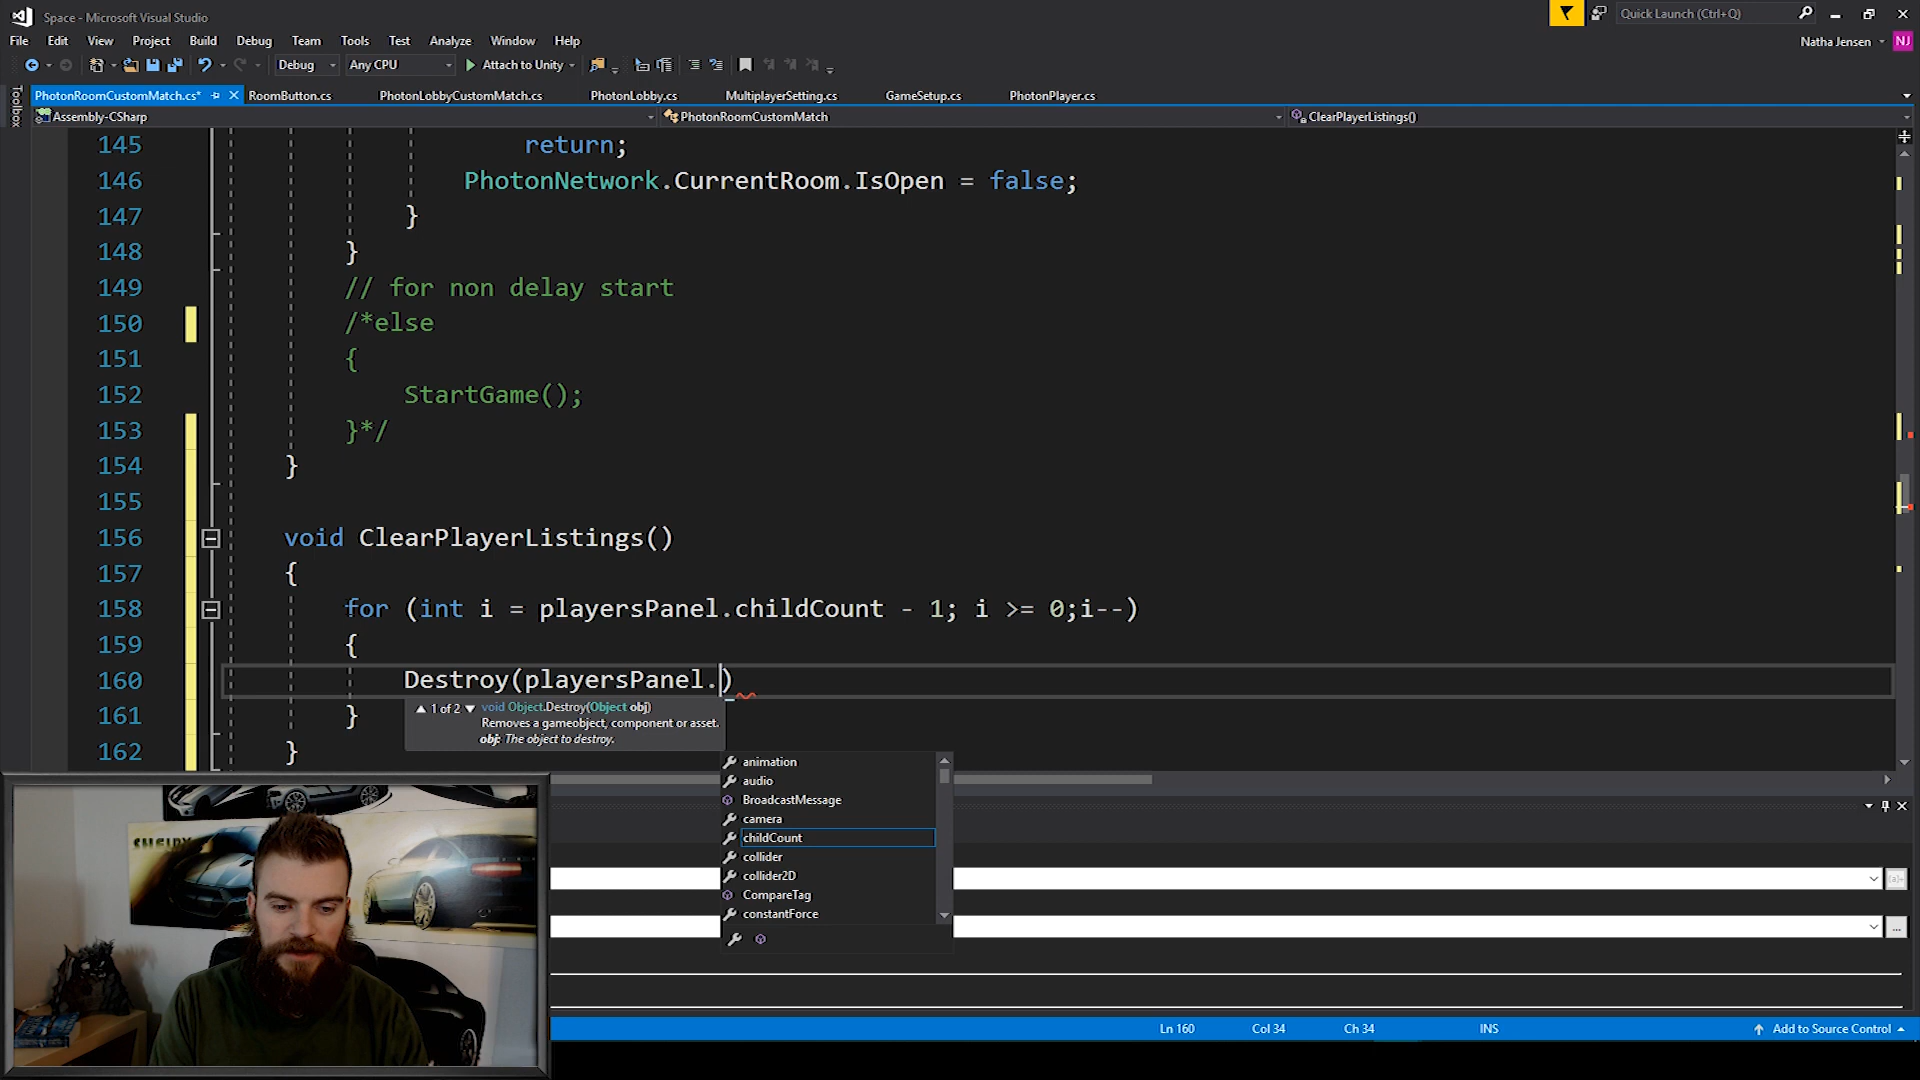 Space - Microsoft Visual Studio
Quick Launch (Ctrl+Q)
File Edit View Project Build Debug Team Tools Test Analyze Window Help
Natha Jensen NJ
Debug Any CPU Attach to Unity
Toolbox
PhotonRoomCustomMatch.cs* RoomButton.cs PhotonLobbyCustomMatch.cs PhotonLobby.cs MultiplayerSetting.cs GameSetup.cs PhotonPlayer.cs
Assembly-CSharp PhotonRoomCustomMatch ClearPlayerListings()
145 return;
146 PhotonNetwork.CurrentRoom.IsOpen = false;
147 }
148 }
149 // for non delay start
150 /*else
151 {
152 StartGame();
153 }*/
154 }
155
156 void ClearPlayerListings()
157 {
158 for (int i = playersPanel.childCount - 1; i >= 0;i--)
159 {
160 Destroy(playersPanel.)
161 }
162 }
1 of 2 void Object.Destroy(Object obj)
Removes a gameobject, component or asset.
obj: The object to destroy.
animation
audio
BroadcastMessage
camera
childCount
collider
collider2D
CompareTag
constantForce
Ln 160 Col 34 Ch 34 INS Add to Source Control